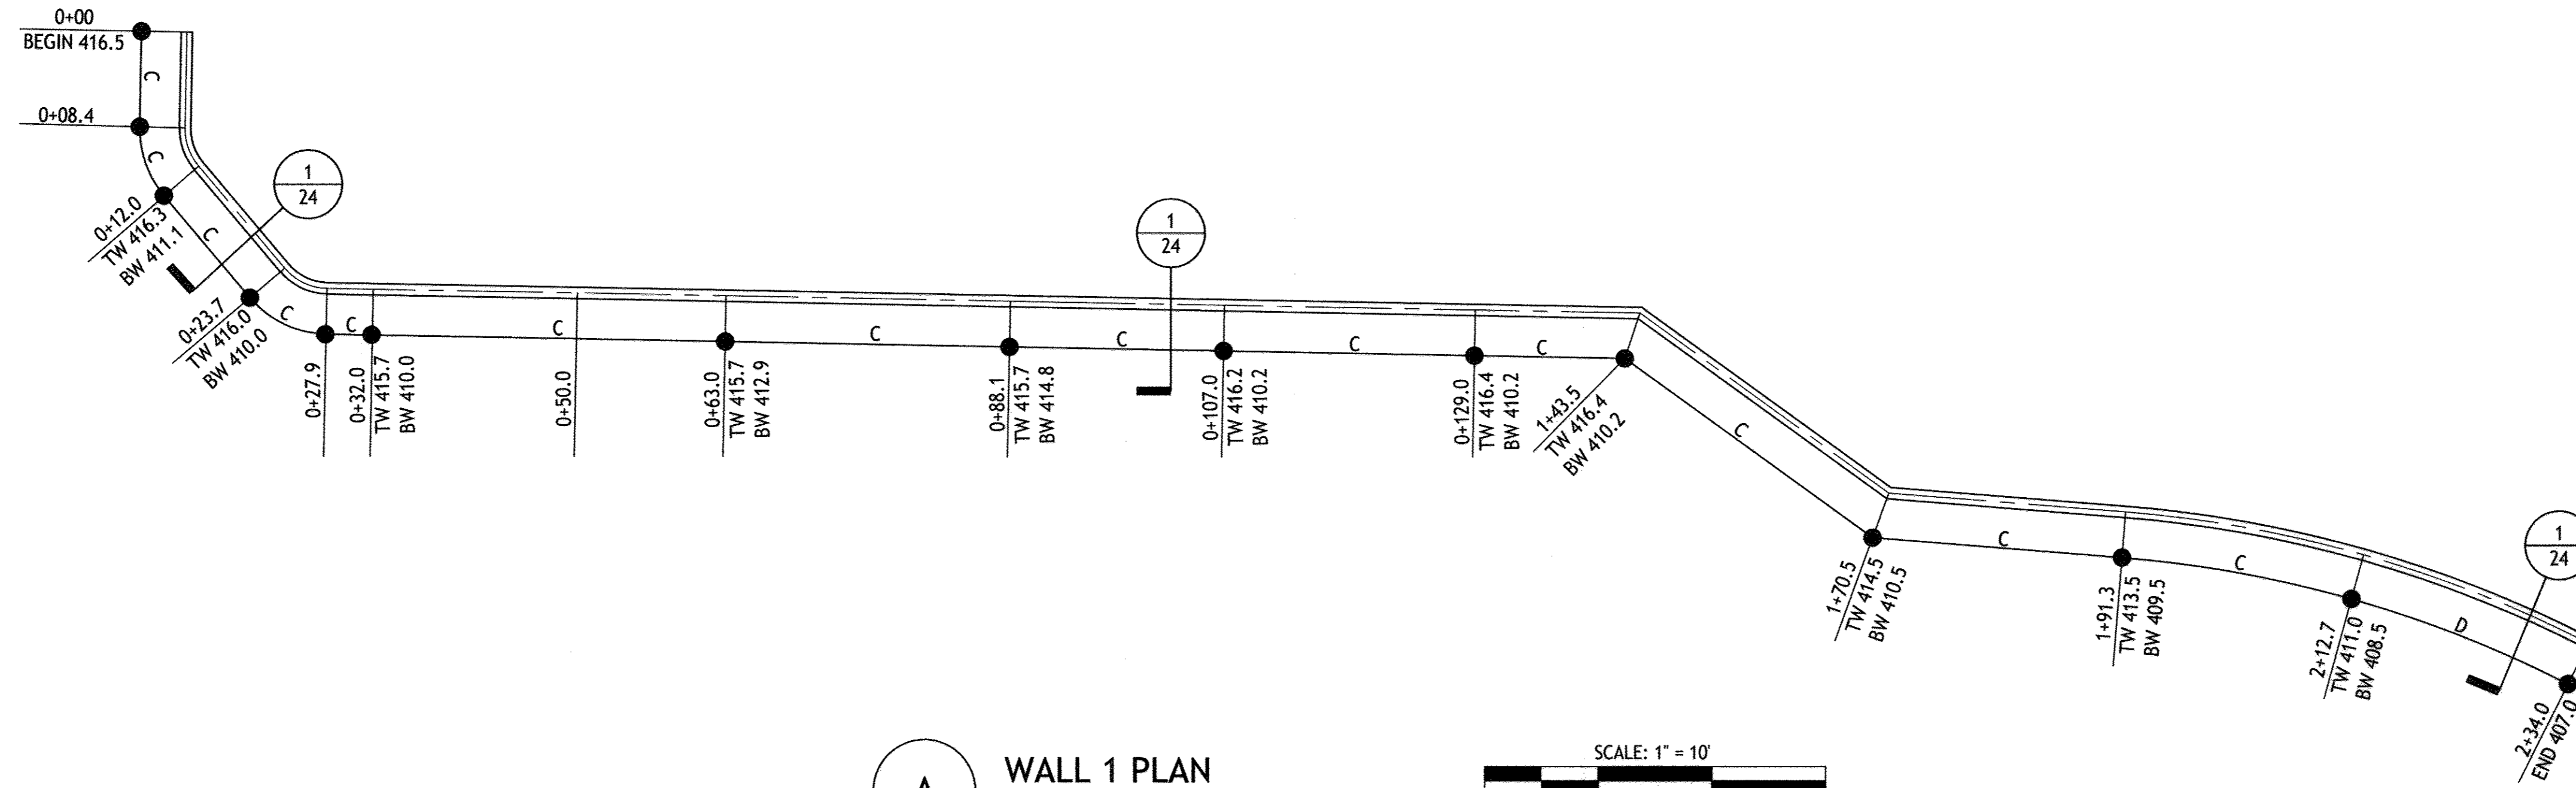 0+00
BEGIN 416.5
C
0+08.4
C
1
24
0+12.0
TW 416.3
BW 411.1
C
0+23.7
TW 416.0
BW 410.0
C
0+27.9
C
0+32.0
TW 415.7
BW 410.0
C
0+50.0
0+63.0
TW 415.7
BW 412.9
C
0+88.1
TW 415.7
BW 414.8
C
1
24
0+107.0
TW 416.2
BW 410.2
C
0+129.0
TW 416.4
BW 410.2
C
1+43.5
TW 416.4
BW 410.2
C
1+70.5
TW 414.5
BW 410.5
C
1+91.3
TW 413.5
BW 409.5
C
2+12.7
TW 411.0
BW 408.5
D
1
24
2+34.0
END 407.0
A
WALL 1 PLAN
SCALE: 1" = 10'